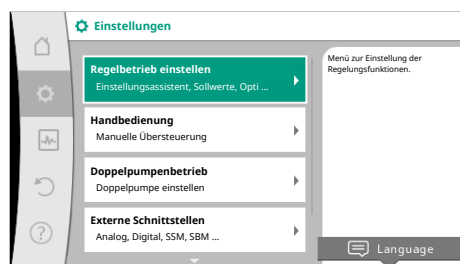 Einstellungen
Regelbetrieb einstellen
Einstellungsassistent, Sollwerte, Opti ...
Handbedienung
Manuelle Übersteuerung
Doppelpumpenbetrieb
Doppelpumpe einstellen
Externe Schnittstellen
Analog, Digital, SSM, SBM ...
Menü zur Einstellung der
Regelungsfunktionen.
Language